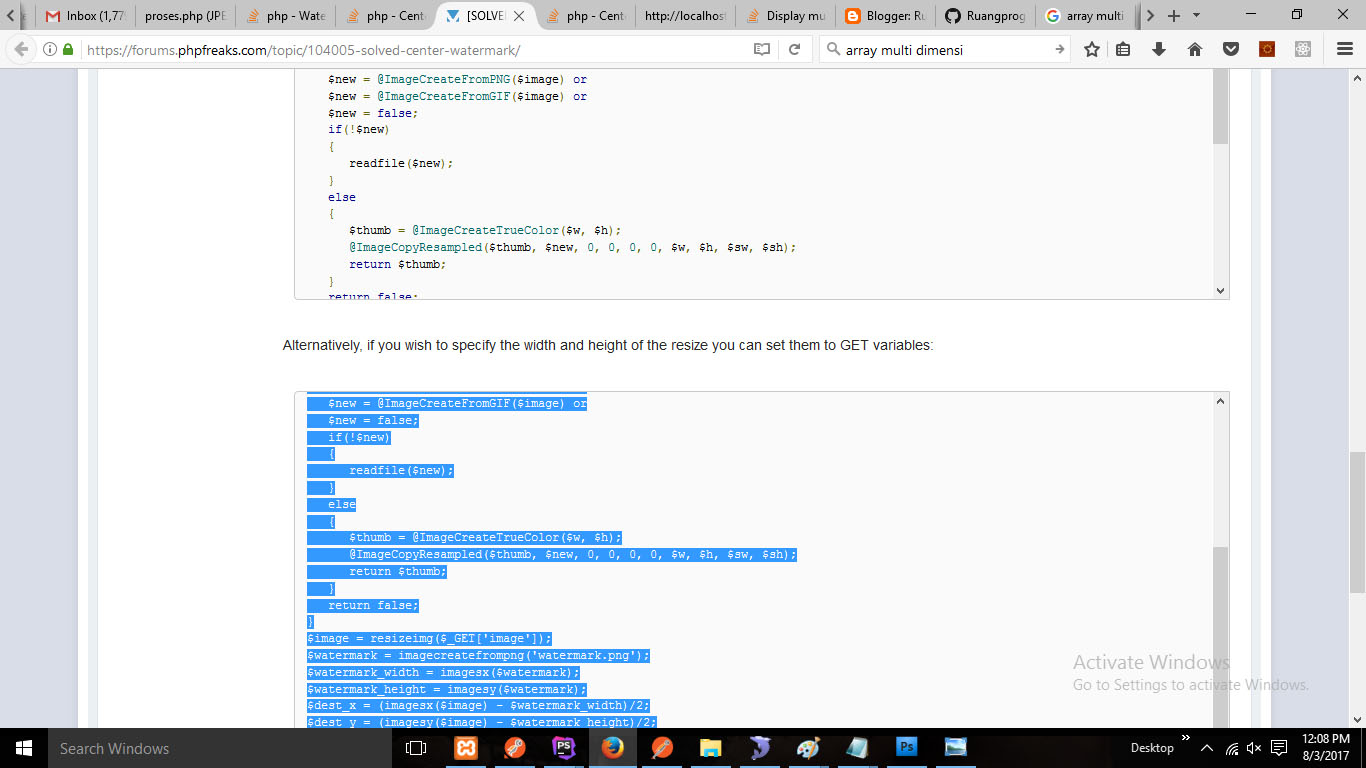 Inbox (1,77
proses.php (JPE
php - Wate
php - Cent
[SOLVE
php - Cent
http://localhost
Display mu
Blogger: Ru
Ruangprog
array multi
https://forums.phpfreaks.com/topic/104005-solved-center-watermark/
array multi dimensi
$new = @ImageCreateFromPNG($image) or
$new = @ImageCreateFromGIF($image) or
$new = false;
if(!$new)
{
readfile($new);
}
else
{
$thumb = @ImageCreateTrueColor($w, $h);
@ImageCopyResampled($thumb, $new, 0, 0, 0, 0, $w, $h, $sw, $sh);
return $thumb;
}
return false;
Alternatively, if you wish to specify the width and height of the resize you can set them to GET variables:
$new = @ImageCreateFromGIF($image) or
$new = false;
if(!$new)
{
readfile($new);
}
else
{
$thumb = @ImageCreateTrueColor($w, $h);
@ImageCopyResampled($thumb, $new, 0, 0, 0, 0, $w, $h, $sw, $sh);
return $thumb;
}
return false;
}
$image = resizeimg($_GET['image']);
$watermark = imagecreatefrompng('watermark.png');
$watermark_width = imagesx($watermark);
$watermark_height = imagesy($watermark);
$dest_x = (imagesx($image) - $watermark_width)/2;
$dest_y = (imagesy($image) - $watermark_height)/2;
Activate Windows
Go to Settings to activate Windows.
Search Windows
PS
Ps
Desktop
12:08 PM
8/3/2017